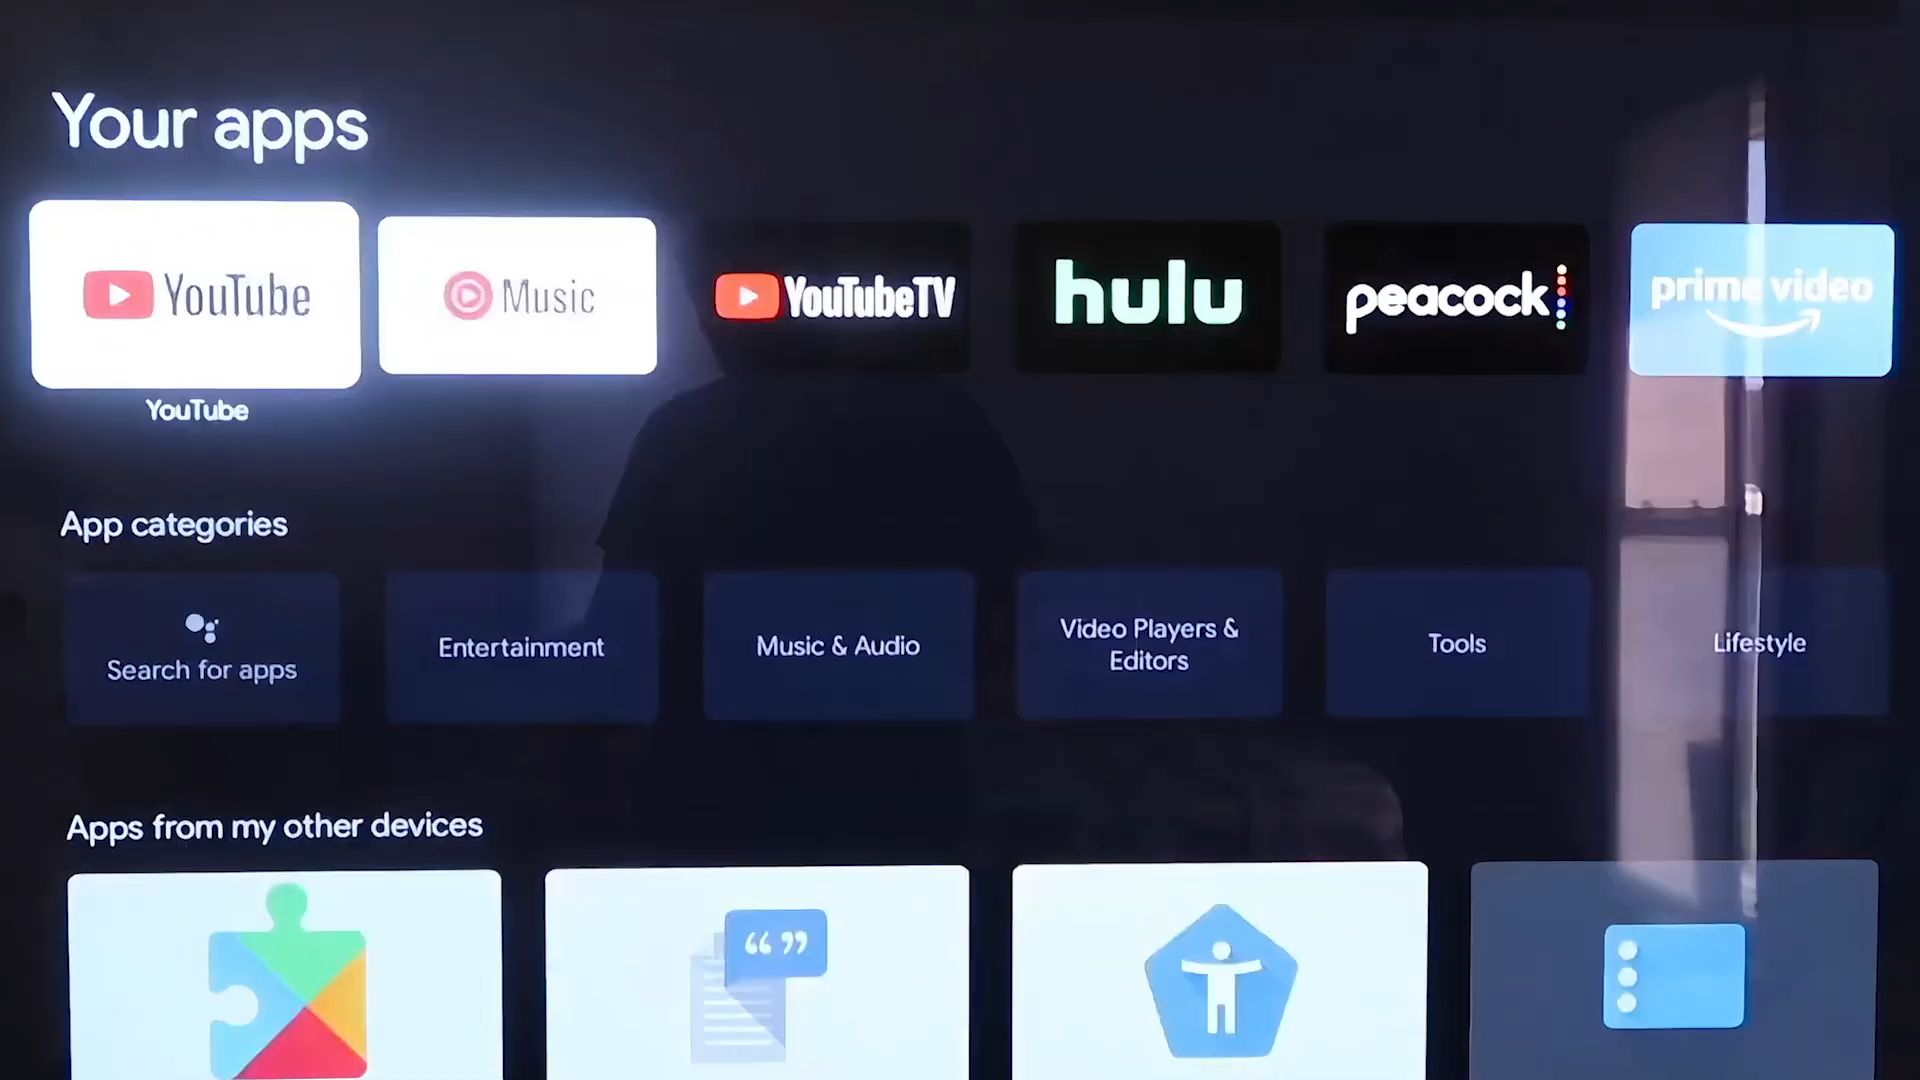 Your apps
YouTube
Music
YouTubeTV
hulu
peacock
prime video
YouTube
App categories
Search for apps
Entertainment
Music & Audio
Video Players &
Editors
Tools
Lifestyle
Apps from my other devices
“ ”